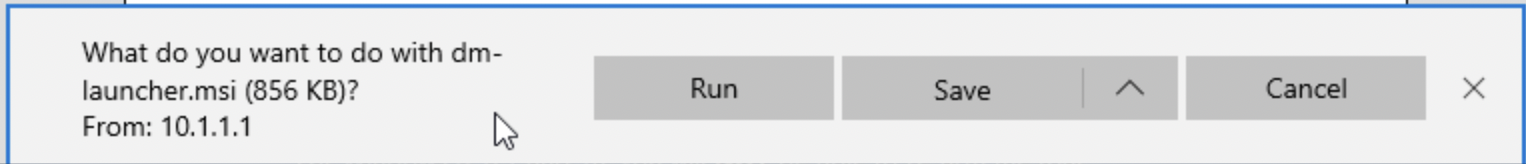 What do you want to do with dm-
launcher.msi (856 KB)?
From: 10.1.1.1
Run
Save
Cancel